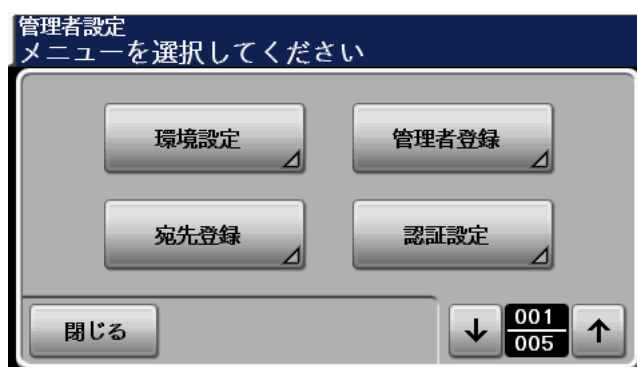 管理者設定
メニューを選択してください
環境設定
管理者登録
宛先登録
認証設定
閉じる
↓
001
005
↑